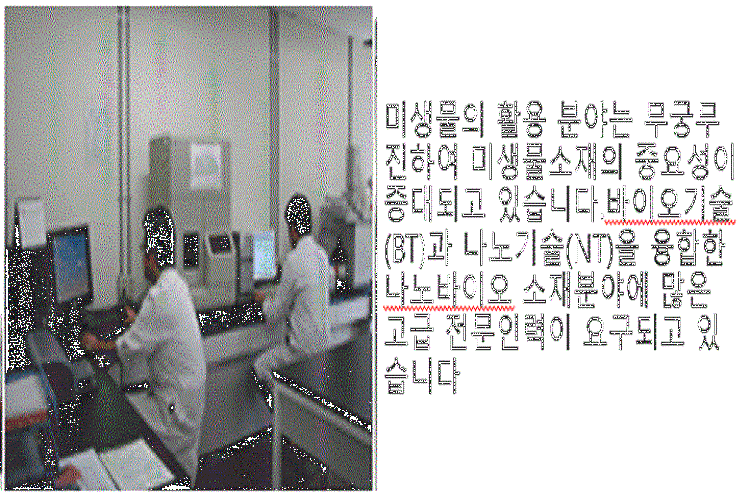 미생물의 활용 분야는 무궁무
진하여 미생물소재의 중요성이
증대되고 있습니다.바이오기술
(BT)과 나노기술(NT)을 융합한
나노바이오 소재분야에 많은
고급 전문인력이 요구되고 있
습니다